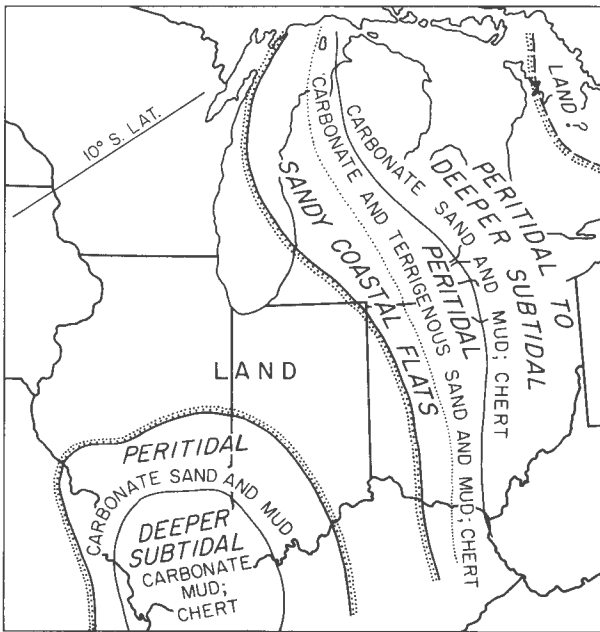 10° S. LAT.
LAND ?
SANDY COASTAL FLATS
CARBONATE AND TERRIGENOUS SAND AND MUD; CHERT
PERITIDAL
CARBONATE SAND AND MUD; CHERT
PERITIDAL TO
DEEPER SUBTIDAL
LAND
PERITIDAL
CARBONATE SAND AND MUD
DEEPER
SUBTIDAL
CARBONATE
MUD;
CHERT